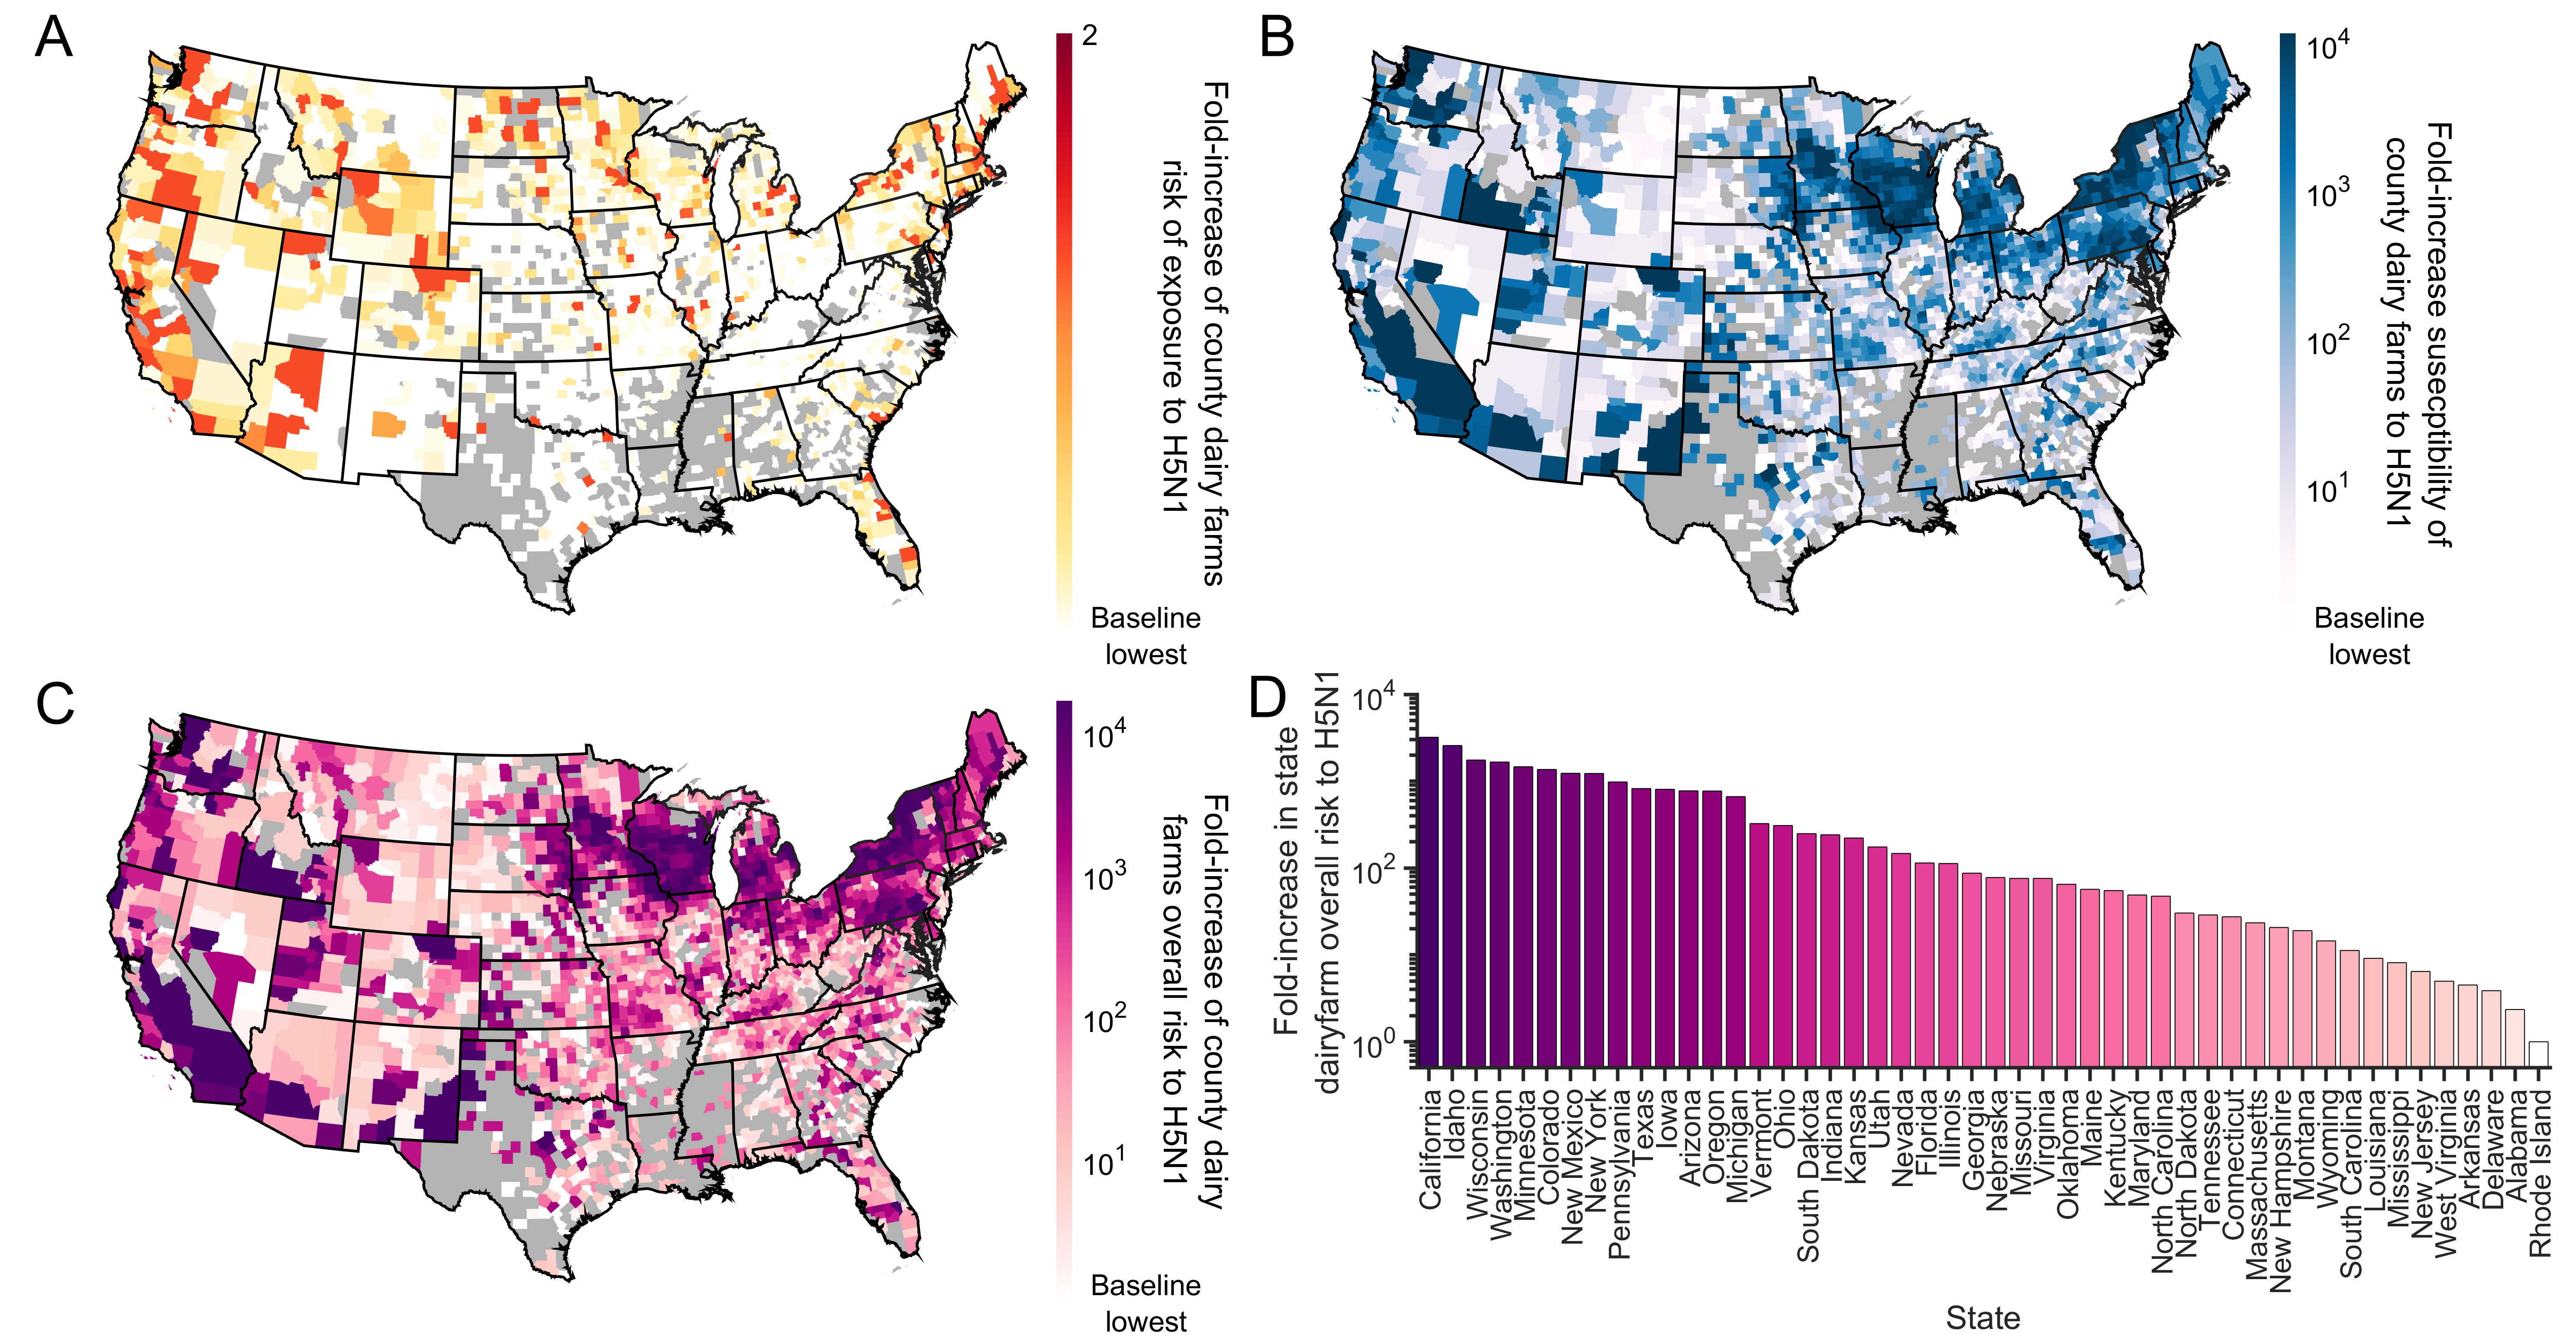 A
2
Fold-increase of county dairy farms
risk of exposure to H5N1
Baseline
lowest
B
10^4
10^3
10^2
10^1
Fold-increase susecptibility of
county dairy farms to H5N1
Baseline
lowest
C
10^4
10^3
10^2
10^1
Fold-increase of county dairy
farms overall risk to H5N1
Baseline
lowest
D
Fold-increase in state
dairyfarm overall risk to H5N1
10^4
10^2
10^0
California
Idaho
Wisconsin
Washington
Minnesota
Colorado
New Mexico
New York
Pennsylvania
Texas
Iowa
Arizona
Oregon
Michigan
Vermont
Ohio
South Dakota
Indiana
Kansas
Utah
Nevada
Florida
Illinois
Georgia
Nebraska
Missouri
Virginia
Oklahoma
Maine
Kentucky
Maryland
North Carolina
North Dakota
Tennessee
Connecticut
Massachusetts
New Hampshire
Montana
Wyoming
South Carolina
Louisiana
Mississippi
New Jersey
West Virginia
Arkansas
Delaware
Alabama
Rhode Island
State